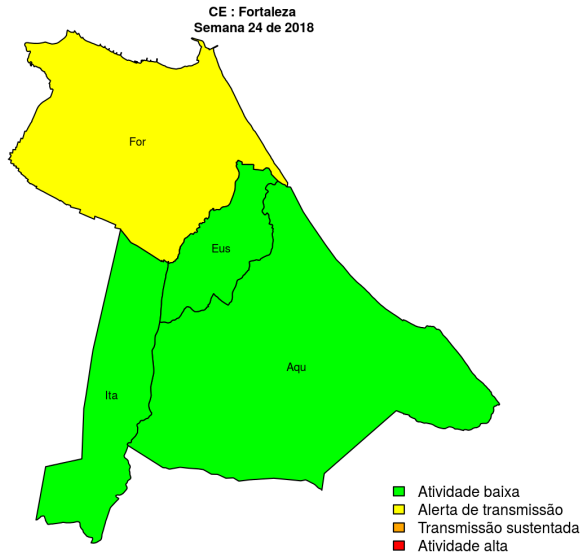 CE : Fortaleza
Semana 24 de 2018
For
Eus
Aqu
Ita
Atividade baixa
Alerta de transmissão
Transmissão sustentada
Atividade alta